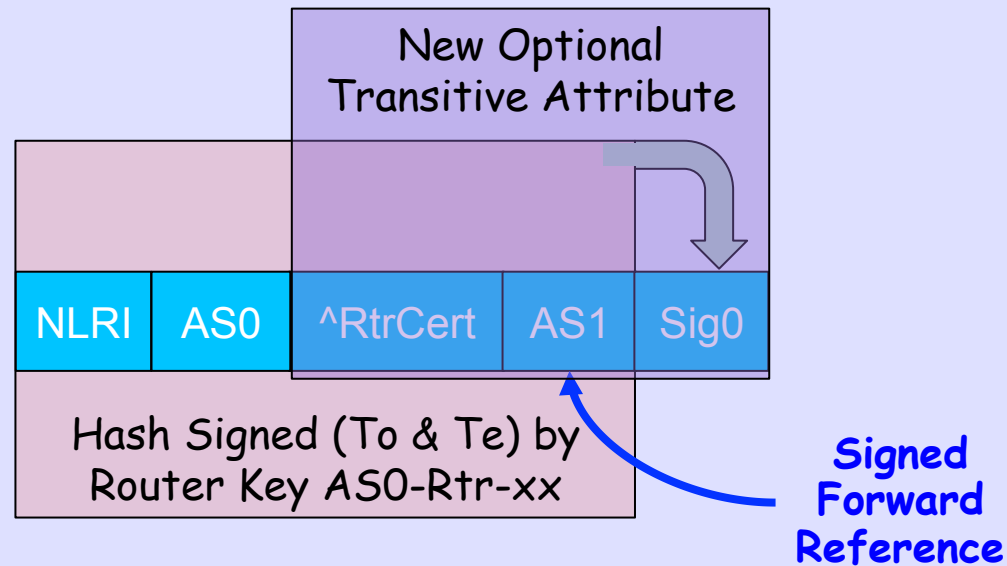 New Optional
Transitive Attribute
NLRI AS0 ^RtrCert AS1 Sig0
Hash Signed (To & Te) by
Router Key AS0-Rtr-xx
Signed
Forward
Reference